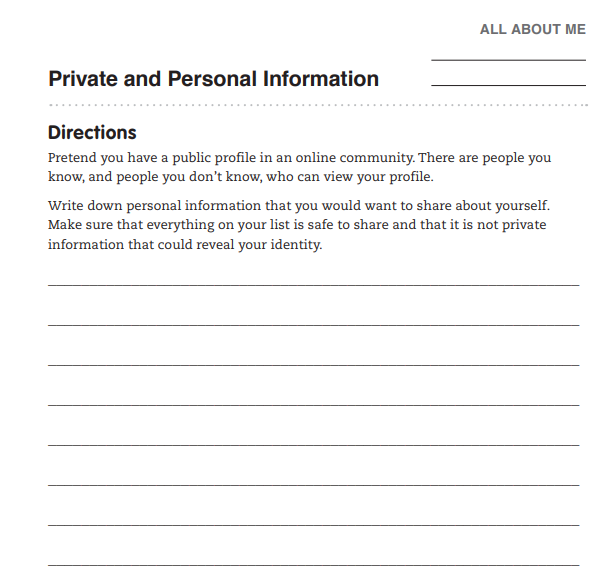 ALL ABOUT ME
Private and Personal Information
Directions
Pretend you have a public profile in an online community. There are people you
know, and people you don’t know, who can view your profile.
Write down personal information that you would want to share about yourself.
Make sure that everything on your list is safe to share and that it is not private
information that could reveal your identity.